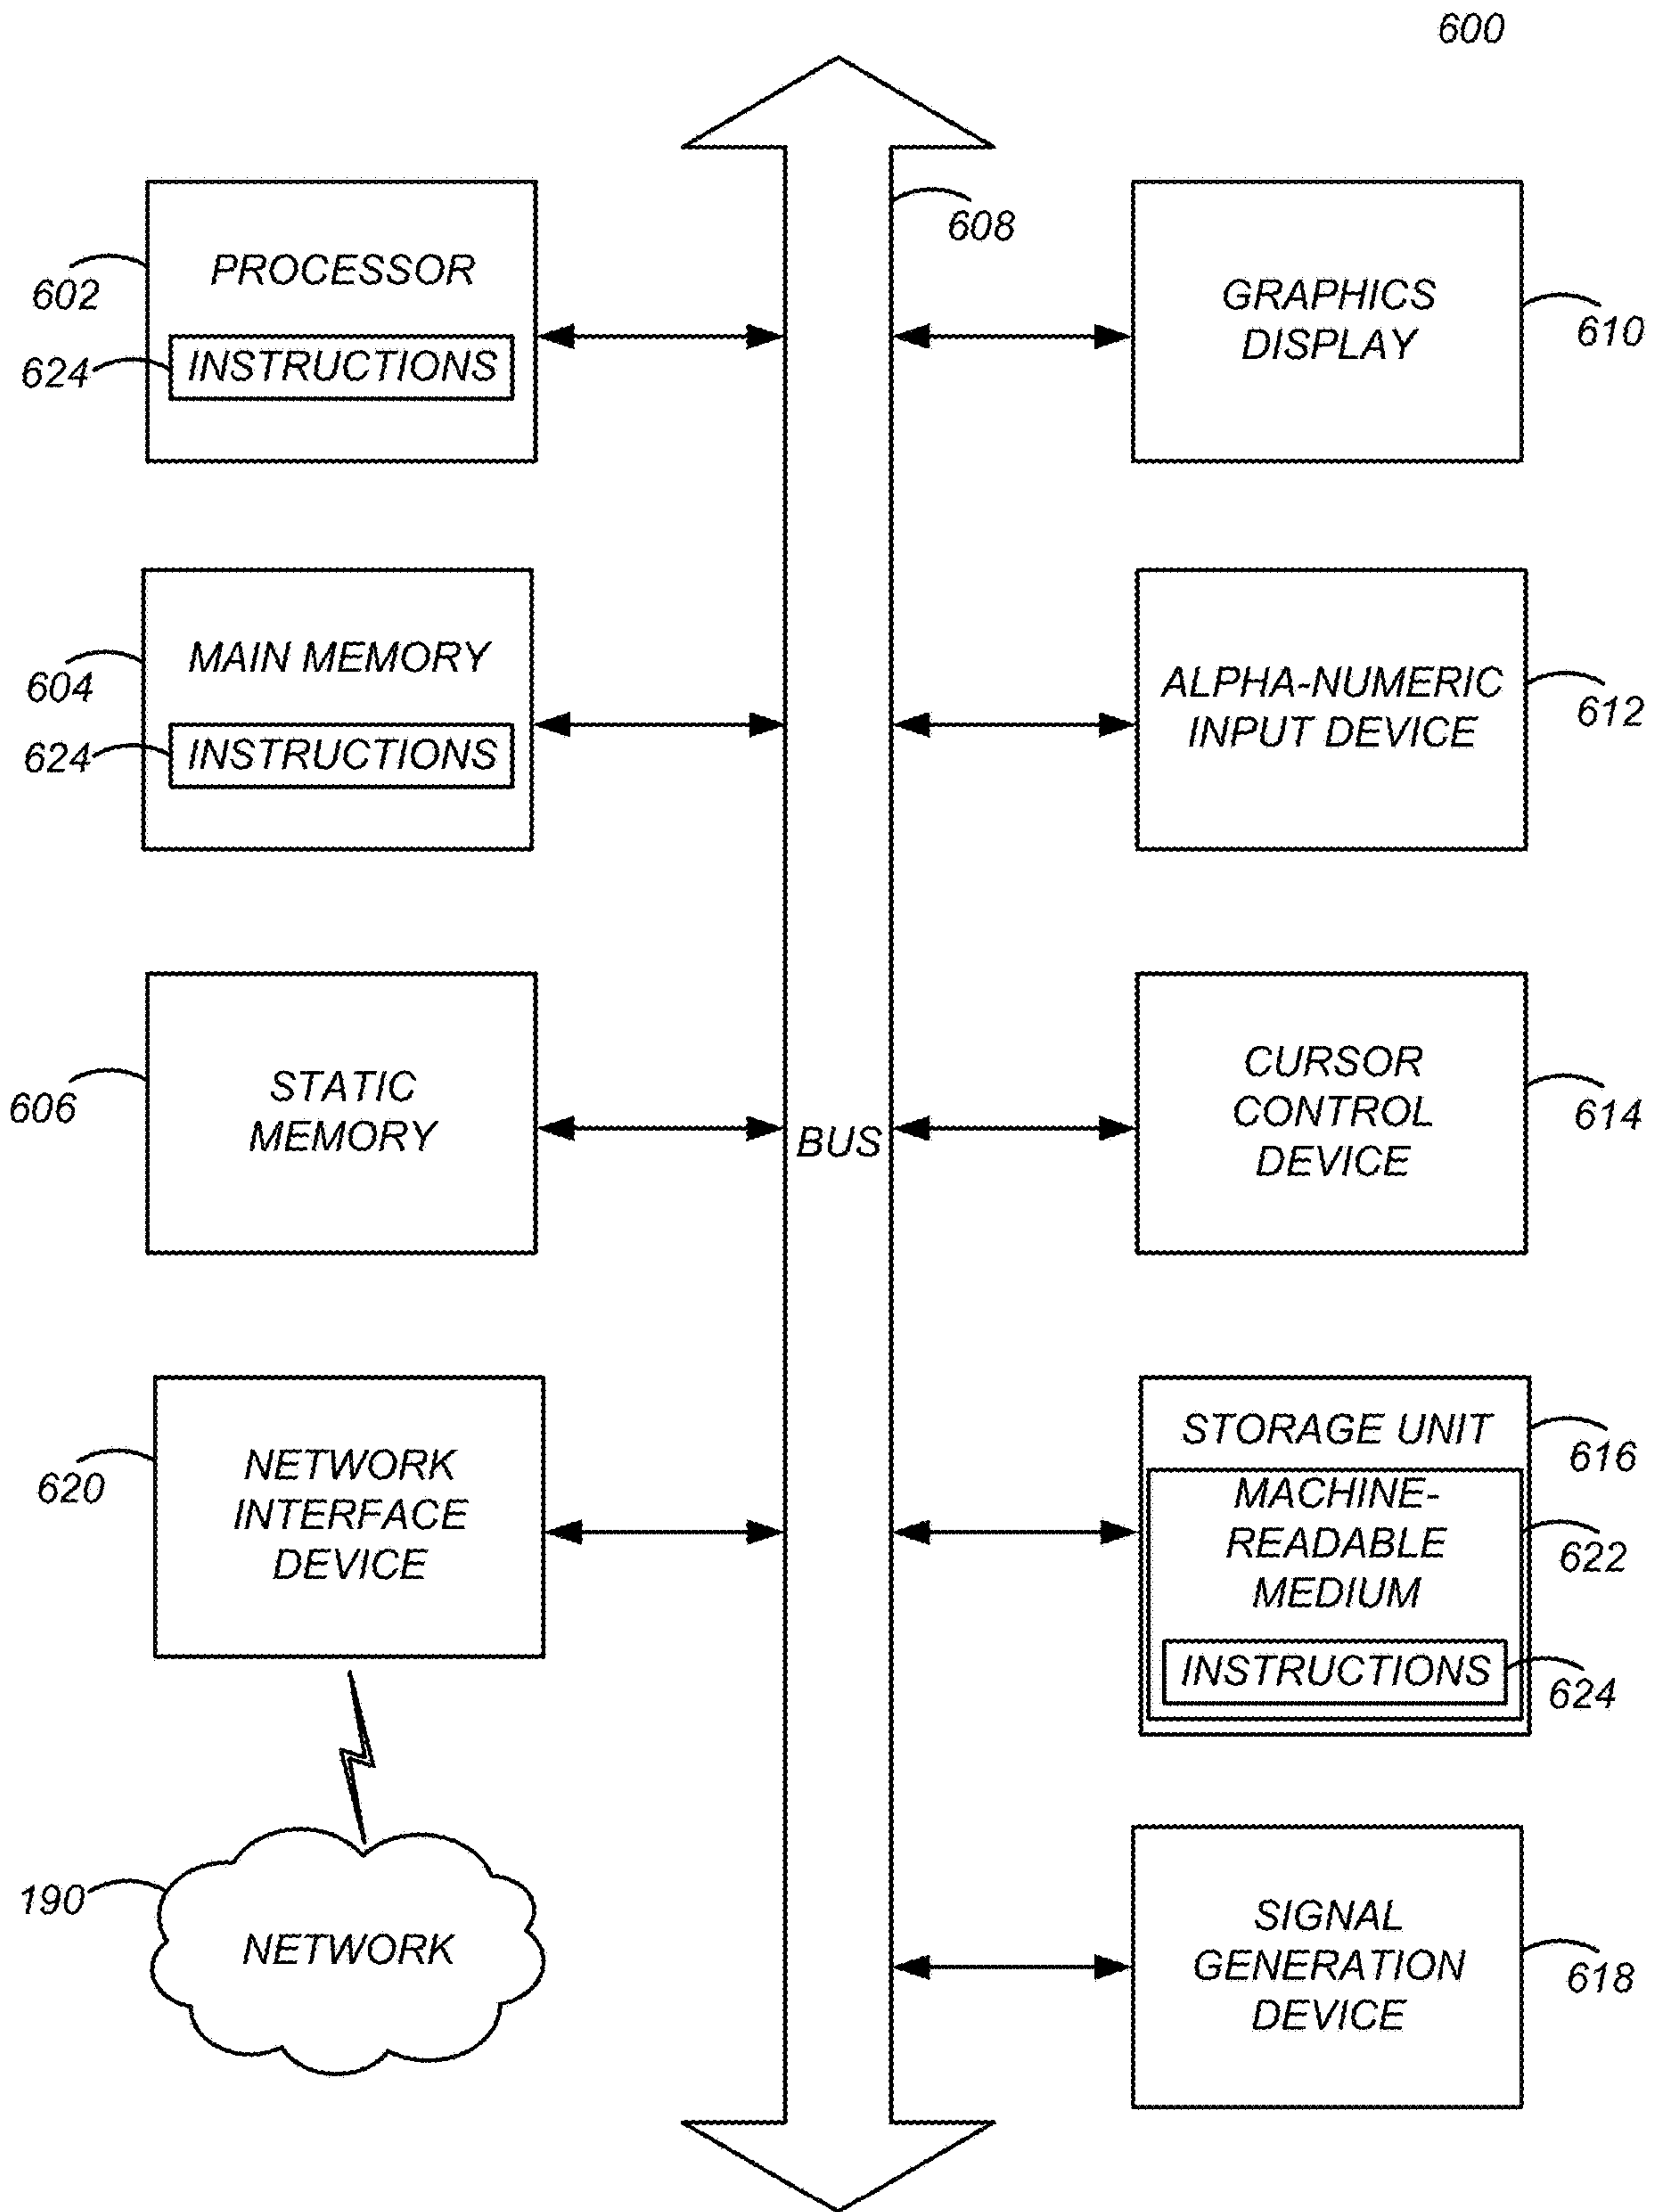 600
608
PROCESSOR
602
INSTRUCTIONS
624
GRAPHICS
DISPLAY
610
MAIN MEMORY
604
INSTRUCTIONS
624
ALPHA-NUMERIC
INPUT DEVICE
612
STATIC
MEMORY
606
BUS
CURSOR
CONTROL
DEVICE
614
NETWORK
INTERFACE
DEVICE
620
STORAGE UNIT
616
MACHINE-
READABLE
MEDIUM
622
INSTRUCTIONS
624
190
NETWORK
SIGNAL
GENERATION
DEVICE
618